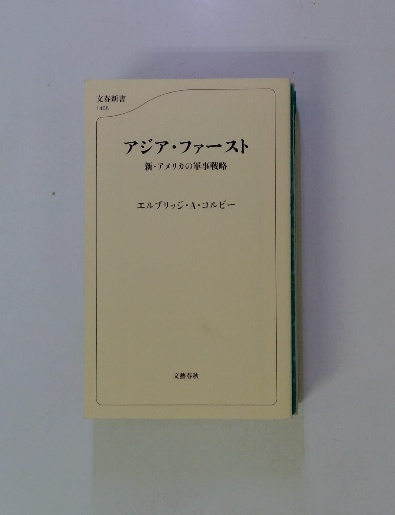 文春新書
アジア・ファースト
新・アメリカの軍事戦略
エルブリッジ・A・コルビー
文藝春秋